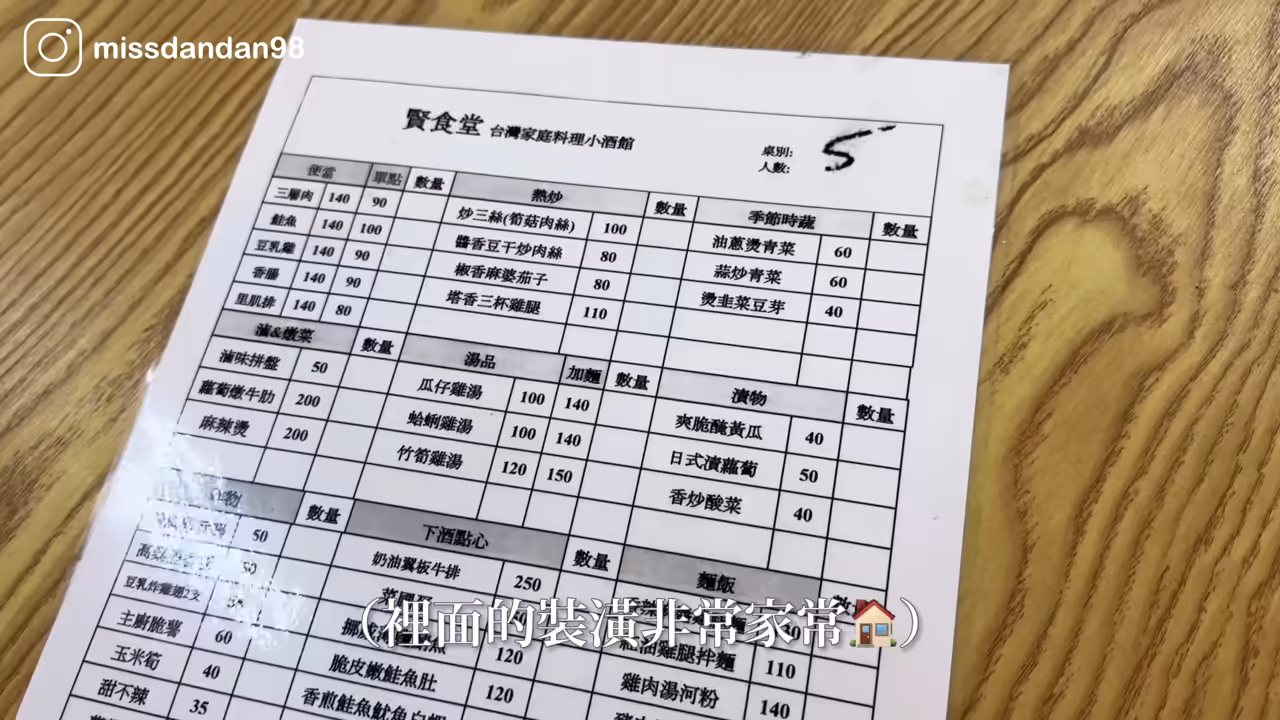 missdandan98
賢食堂 台灣家庭料理小酒館
桌別:
人數:
5
便當 單點 數量 熱炒 數量 季節時蔬 數量
三層肉 140 90 炒三絲(筍菇肉絲) 100 油蔥燙青菜 60
鮭魚 140 100 醬香豆干炒肉絲 80 蒜炒青菜 60
豆乳雞 140 90 椒香麻婆茄子 80 燙韭菜豆芽 40
香腸 140 90 塔香三杯雞腿 110
里肌排 140 80
滷&燉菜 數量 湯品 加麵 數量 漬物 數量
滷味拼盤 50 瓜仔雞湯 100 140 爽脆醃黃瓜 40
蘿蔔燉牛肋 200 蛤蜊雞湯 100 140 日式漬蘿蔔 50
麻辣燙 200 竹筍雞湯 120 150 香炒酸菜 40
物 數量 下酒點心 數量 麵飯
50 奶油翼板牛排 250
50
豆乳炸雞翅2支
主廚脆薯 60 120 油雞腿拌麵 110
玉米筍 40 脆皮嫩鮭魚肚 120 雞肉湯河粉 140
甜不辣 35 香煎鮭魚魷魚白蝦
(裡面的裝潢非常家常🏠)